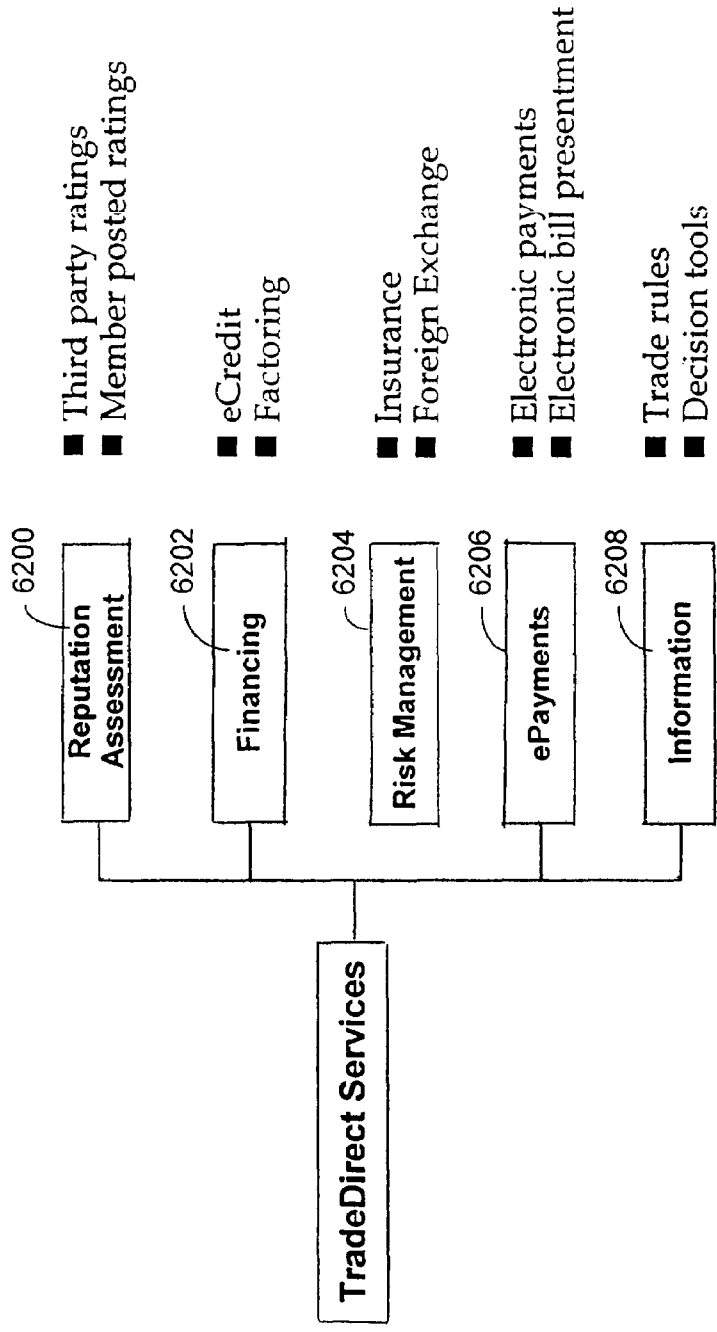 TradeDirect Services
6200
Reputation
Assessment
■ Third party ratings
■ Member posted ratings
6202
Financing
■ eCredit
■ Factoring
6204
Risk Management
■ Insurance
■ Foreign Exchange
6206
ePayments
■ Electronic payments
■ Electronic bill presentment
6208
Information
■ Trade rules
■ Decision tools